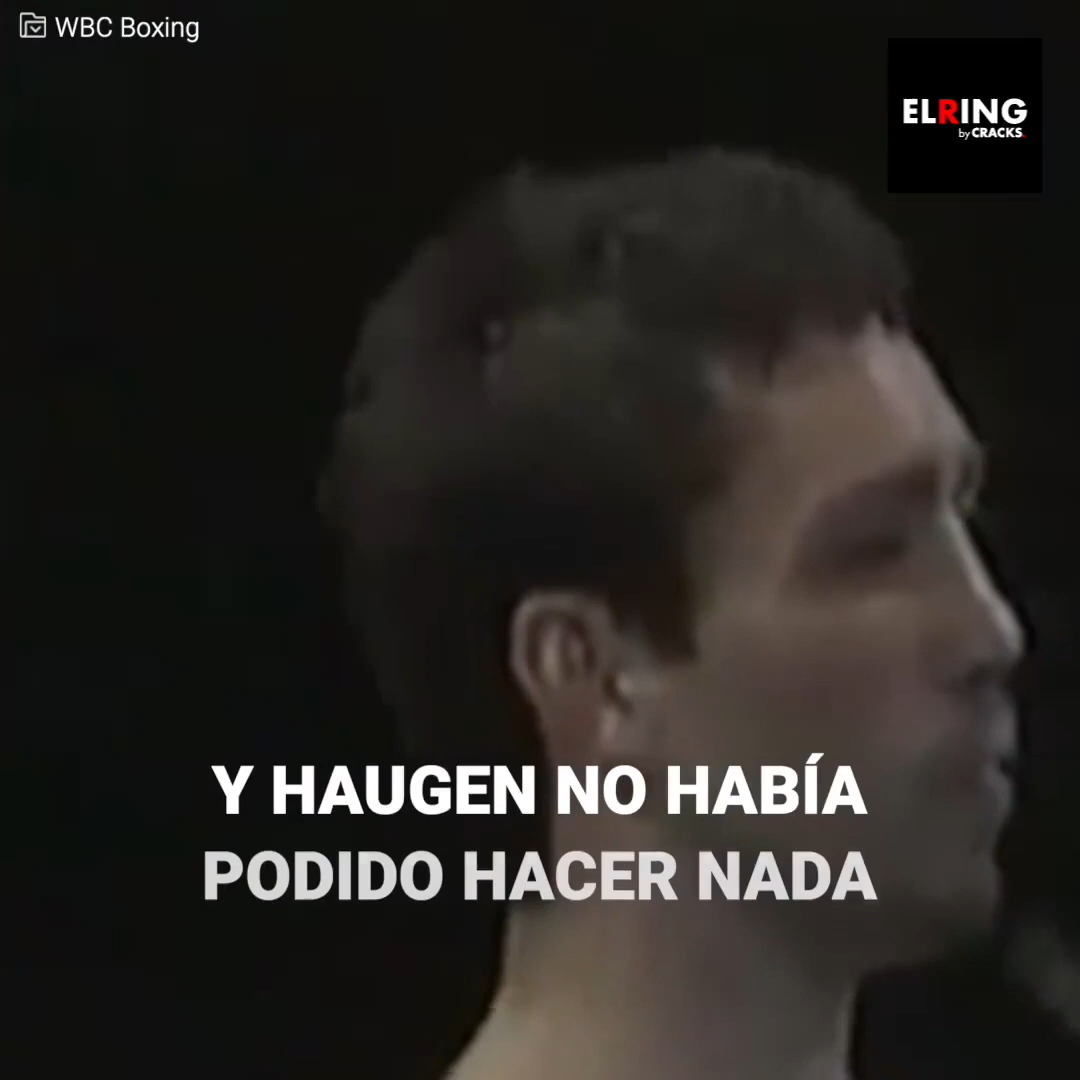 WBC Boxing
ELRING
by CRACKS.
Y HAUGEN NO HABÍA
PODIDO HACER NADA